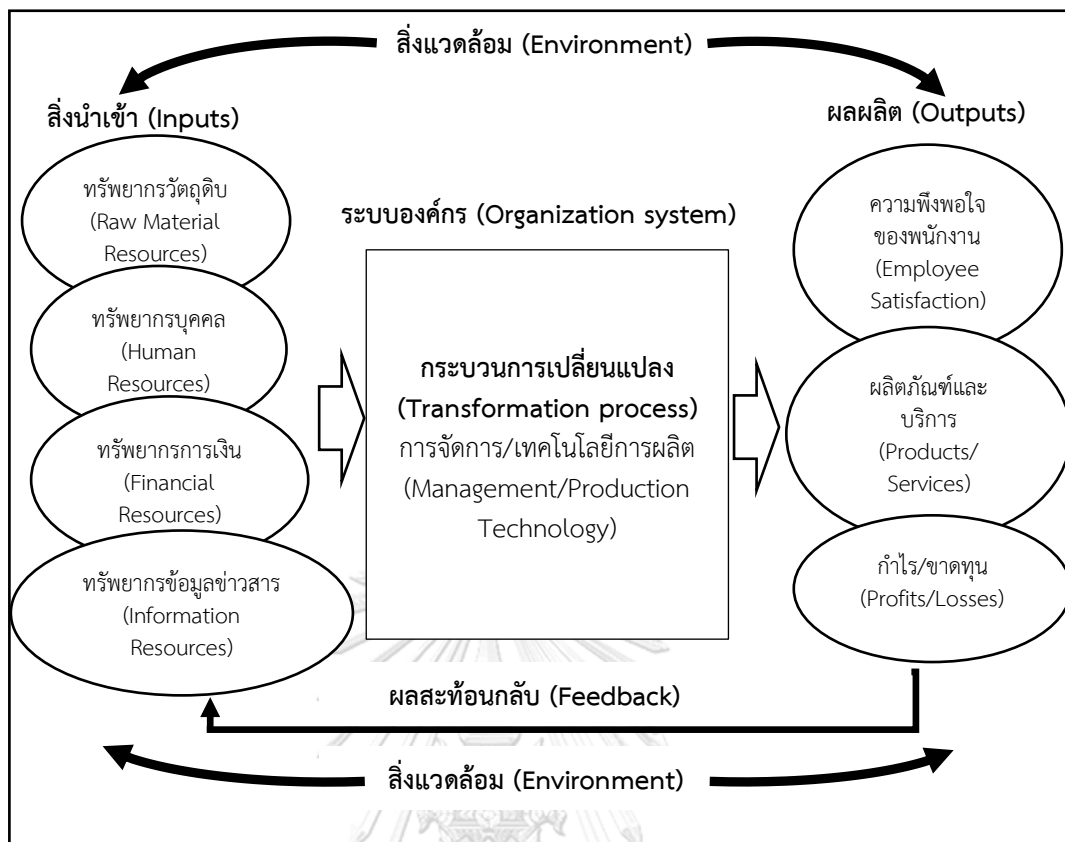 สิ่งแวดล้อม (Environment)
สิ่งนำเข้า (Inputs)
ทรัพยากรวัตถุดิบ
(Raw Material
Resources)
ทรัพยากรบุคคล
(Human
Resources)
ทรัพยากรการเงิน
(Financial
Resources)
ทรัพยากรข้อมูลข่าวสาร
(Information
Resources)
ระบบองค์กร (Organization system)
กระบวนการเปลี่ยนแปลง
(Transformation process)
การจัดการ/เทคโนโลยีการผลิต
(Management/Production
Technology)
ผลผลิต (Outputs)
ความพึงพอใจ
ของพนักงาน
(Employee
Satisfaction)
ผลิตภัณฑ์และ
บริการ
(Products/
Services)
กำไร/ขาดทุน
(Profits/Losses)
ผลสะท้อนกลับ (Feedback)
สิ่งแวดล้อม (Environment)